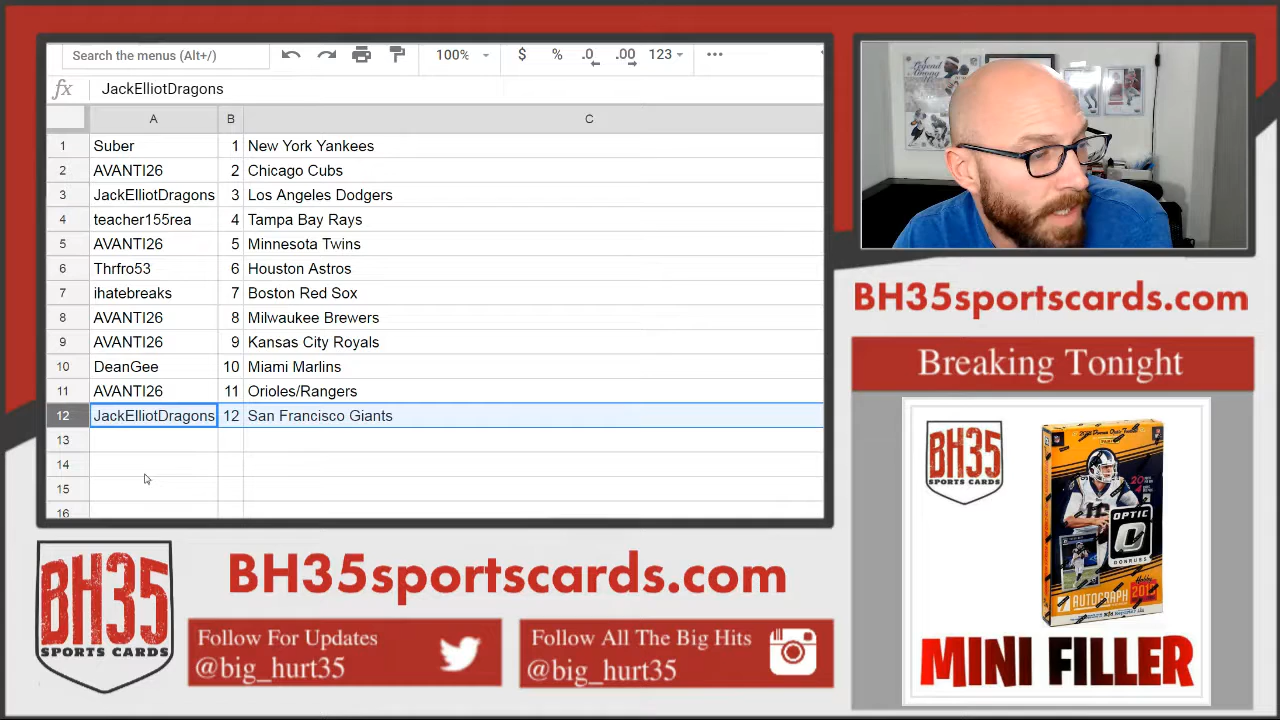 Search the menus (Alt+/)
100%
$ % .0 .00 123
fx JackElliotDragons
A B C
1 Suber 1 New York Yankees
2 AVANTI26 2 Chicago Cubs
3 JackElliotDragons 3 Los Angeles Dodgers
4 teacher155rea 4 Tampa Bay Rays
5 AVANTI26 5 Minnesota Twins
6 Thrfro53 6 Houston Astros
7 ihatebreaks 7 Boston Red Sox
8 AVANTI26 8 Milwaukee Brewers
9 AVANTI26 9 Kansas City Royals
10 DeanGee 10 Miami Marlins
11 AVANTI26 11 Orioles/Rangers
12 JackElliotDragons 12 San Francisco Giants
13
14
15
16
BH35sportscards.com
Breaking Tonight
BH35
SPORTS CARDS
OPTIC
DONRUSS
AUTOGRAPH
MINI FILLER
BH35
SPORTS CARDS
BH35sportscards.com
Follow For Updates
@big_hurt35
Follow All The Big Hits
@big_hurt35